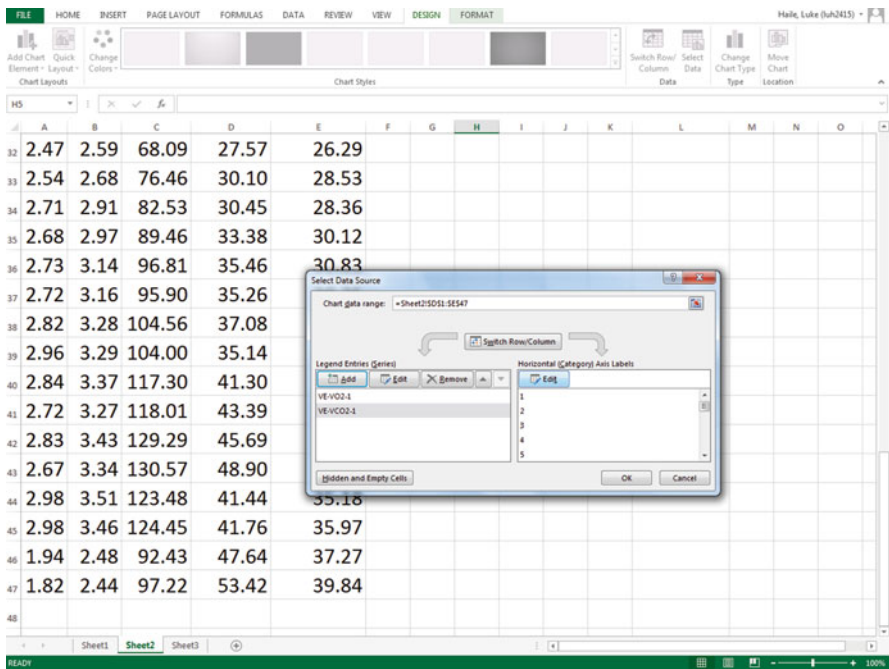 FILE HOME INSERT PAGE LAYOUT FORMULAS DATA REVIEW VIEW DESIGN FORMAT Haile, Luke (luh2415)
Add Chart Quick Change Switch Row/ Select Change Move
Element Layout Colors Column Data Chart Type Chart
Chart Layouts Chart Styles Data Type Location
H5 fx
A B C D E F G H I J K L M N O
32 2.47 2.59 68.09 27.57 26.29
33 2.54 2.68 76.46 30.10 28.53
34 2.71 2.91 82.53 30.45 28.36
35 2.68 2.97 89.46 33.38 30.12
36 2.73 3.14 96.81 35.46 30.83
Select Data Source
37 2.72 3.16 95.90 35.26
Chart data range: =Sheet2!$D$1:$E$47
38 2.82 3.28 104.56 37.08
Switch Row/Column
39 2.96 3.29 104.00 35.14
Legend Entries (Series) Horizontal (Category) Axis Labels
40 2.84 3.37 117.30 41.30
Add Edit Remove Edit
VE-VO2-1 1
41 2.72 3.27 118.01 43.39
VE-VCO2-1 2
3
42 2.83 3.43 129.29 45.69
4
5
43 2.67 3.34 130.57 48.90
Hidden and Empty Cells OK Cancel
44 2.98 3.51 123.48 41.44 35.18
45 2.98 3.46 124.45 41.76 35.97
46 1.94 2.48 92.43 47.64 37.27
47 1.82 2.44 97.22 53.42 39.84
48
Sheet1 Sheet2 Sheet3
READY 100%